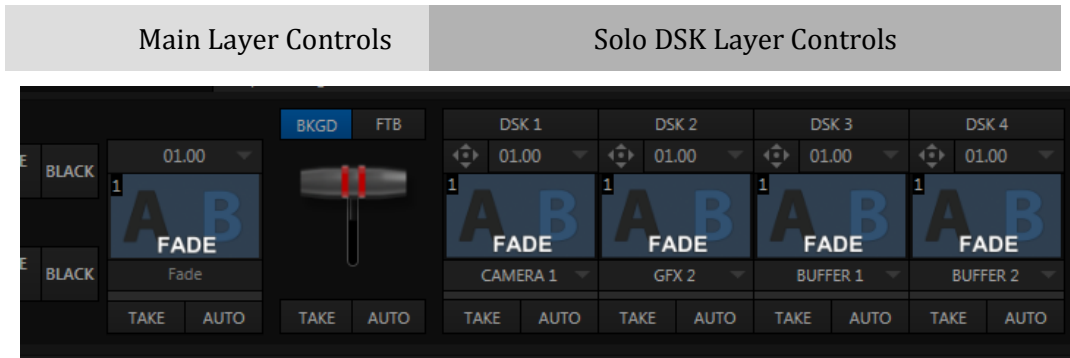 Main Layer Controls Solo DSK Layer Controls
BKGD FTB DSK 1 DSK 2 DSK 3 DSK 4
E BLACK 01.00 01.00 01.00 01.00 01.00
1 A B FADE 1 A B FADE 1 A B FADE 1 A B FADE 1 A B FADE
E BLACK Fade CAMERA 1 GFX 2 BUFFER 1 BUFFER 2
TAKE AUTO TAKE AUTO TAKE AUTO TAKE AUTO TAKE AUTO TAKE AUTO